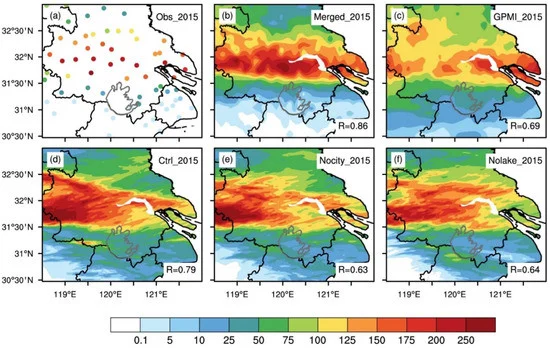 (a) Obs_2015
(b) Merged_2015
(c) GPMI_2015
32°30'N
32°N
31°30'N
31°N
30°30'N
R=0.86
R=0.69
(d) Ctrl_2015
(e) Nocity_2015
(f) Nolake_2015
32°30'N
32°N
31°30'N
31°N
30°30'N
R=0.79
R=0.63
R=0.64
119°E 120°E 121°E
119°E 120°E 121°E
119°E 120°E 121°E
0.1 5 10 25 50 75 100 125 150 175 200 250